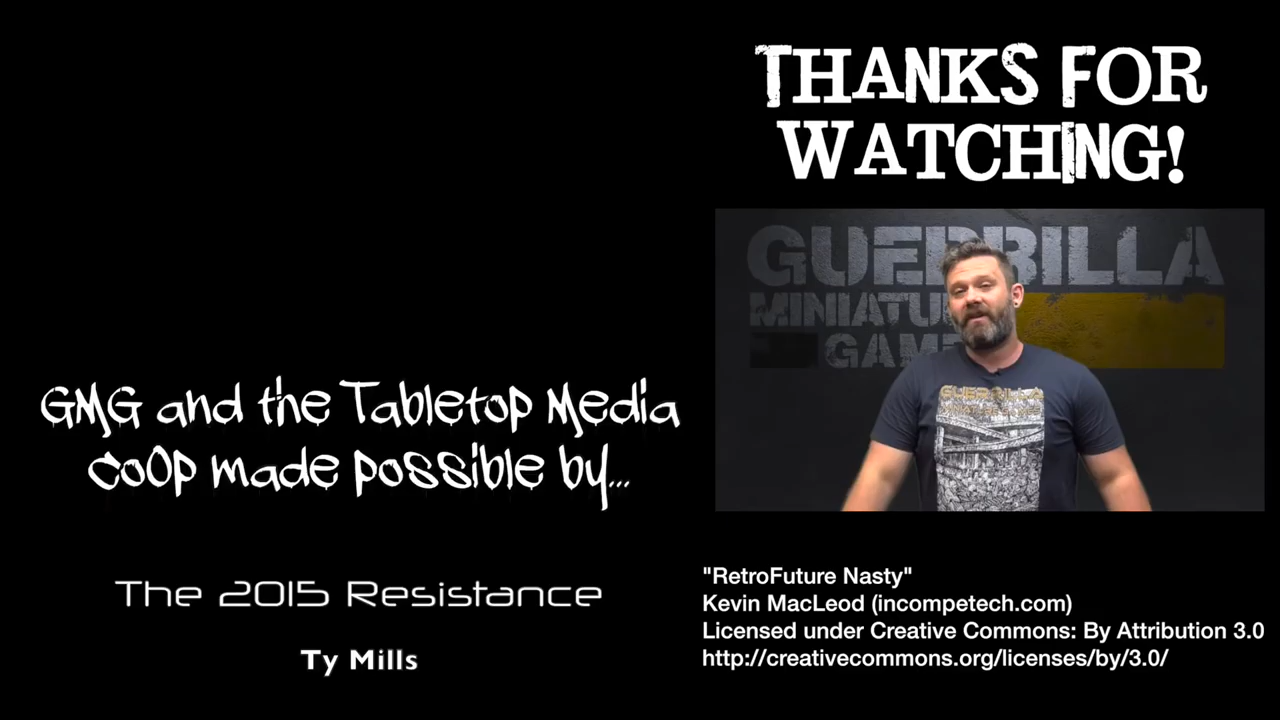 THANKS FOR
WATCHING!
GUERRILLA
MINIATU
GAME
GMG and the Tabletop Media
coOp made possible by...
The 2015 Resistance
Ty Mills
"RetroFuture Nasty"
Kevin MacLeod (incompetech.com)
Licensed under Creative Commons: By Attribution 3.0
http://creativecommons.org/licenses/by/3.0/